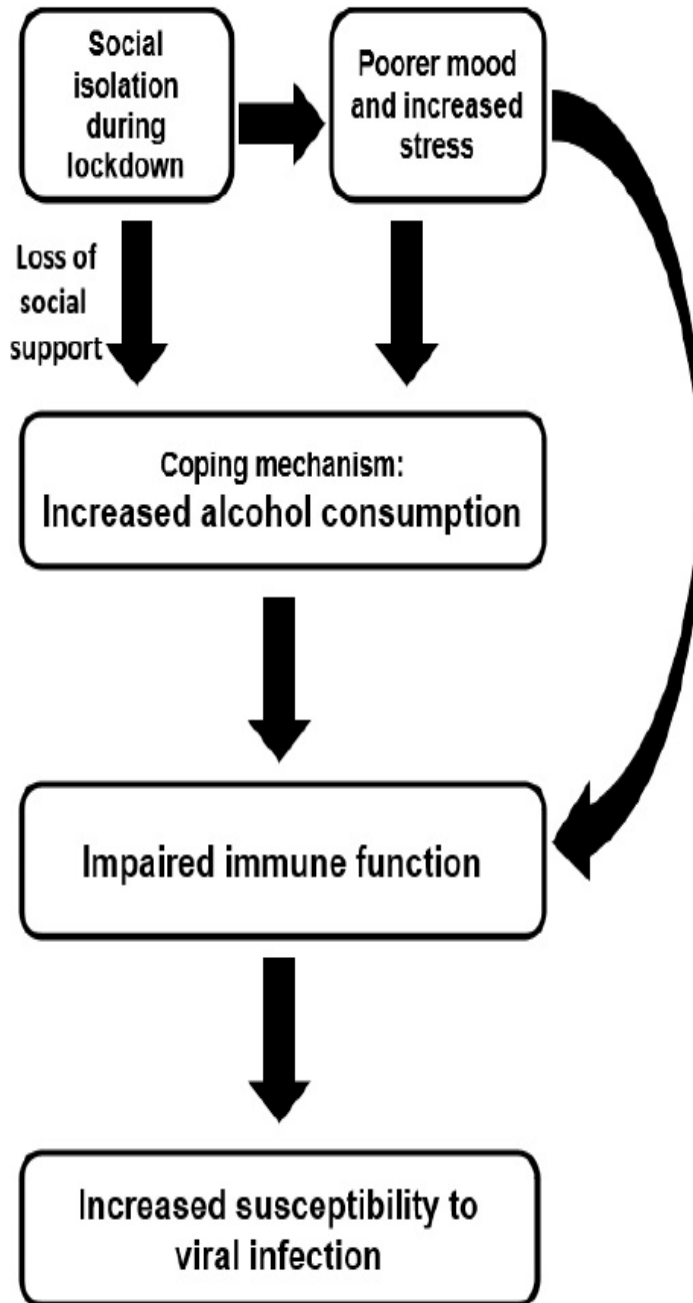 Social
isolation
during
lockdown
Poorer mood
and increased
stress
Loss of
social
support
Coping mechanism:
Increased alcohol consumption
Impaired immune function
Increased susceptibility to
viral infection